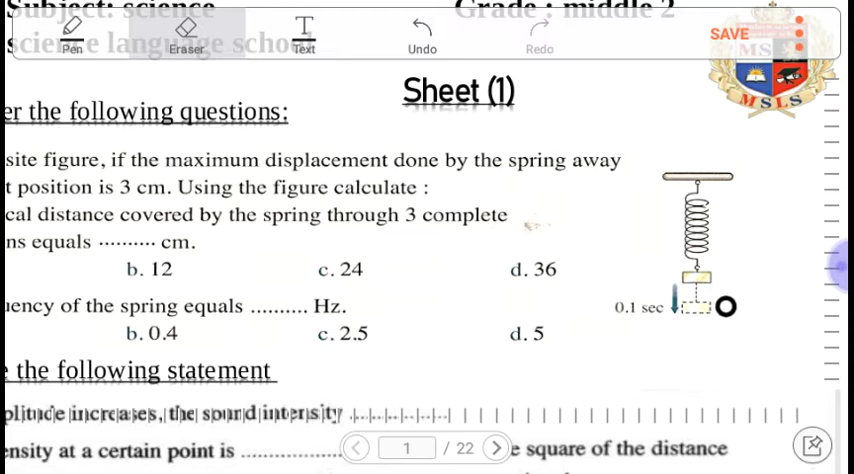 Subject: science
Grade : middle 2
Pen
Eraser
Text
Undo
Redo
SAVE
science language school
MS
MSLS
Sheet (1)
er the following questions:
site figure, if the maximum displacement done by the spring away
t position is 3 cm. Using the figure calculate :
cal distance covered by the spring through 3 complete
ns equals .......... cm.
b. 12 c. 24 d. 36
uency of the spring equals .......... Hz.
0.1 sec
b. 0.4 c. 2.5 d. 5
the following statement
plitude increases, the sound intensity
ensity at a certain point is .................
1 / 22
e square of the distance